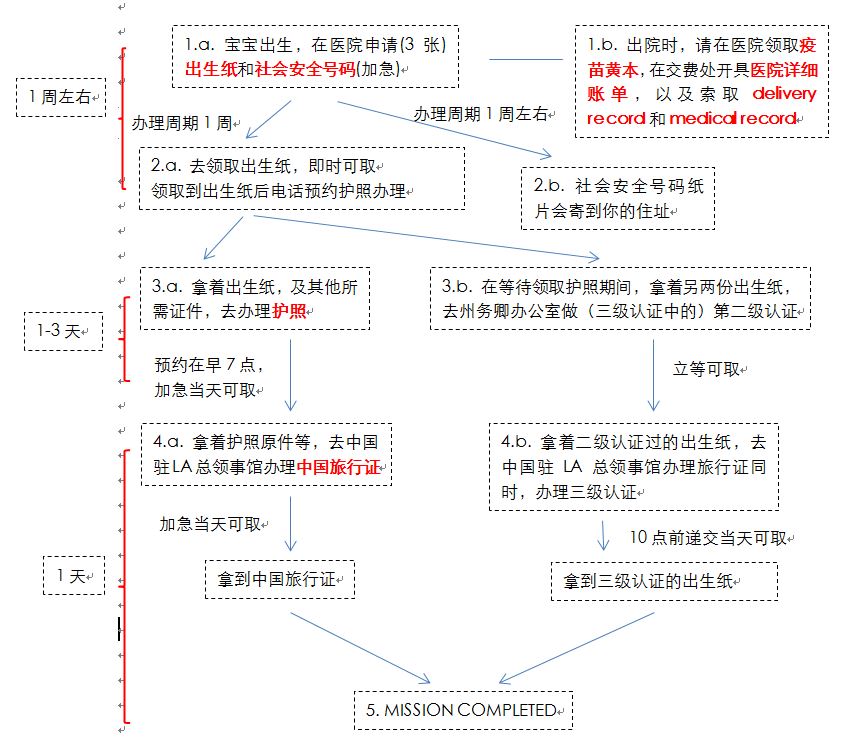 1.a. 宝宝出生，在医院申请(3 张)
出生纸和社会安全号码(加急)
1.b. 出院时，请在医院领取疫
苗黄本，在交费处开具医院详细
账单，以及索取 delivery
record 和 medical record
1 周左右
办理周期 1 周
办理周期 1 周左右
2.a. 去领取出生纸，即时可取
领取到出生纸后电话预约护照办理
2.b. 社会安全号码纸
片会寄到你的住址
3.a. 拿着出生纸，及其他所
需证件，去办理护照
3.b. 在等待领取护照期间，拿着另两份出生纸，
去州务卿办公室做（三级认证中的）第二级认证
1-3 天
预约在早 7 点，
加急当天可取
立等可取
4.a. 拿着护照原件等，去中国
驻 LA 总领事馆办理中国旅行证
4.b. 拿着二级认证过的出生纸，去
中国驻 LA 总领事馆办理旅行证同
时，办理三级认证
加急当天可取
10 点前递交当天可取
1 天
拿到中国旅行证
拿到三级认证的出生纸
5. MISSION COMPLETED